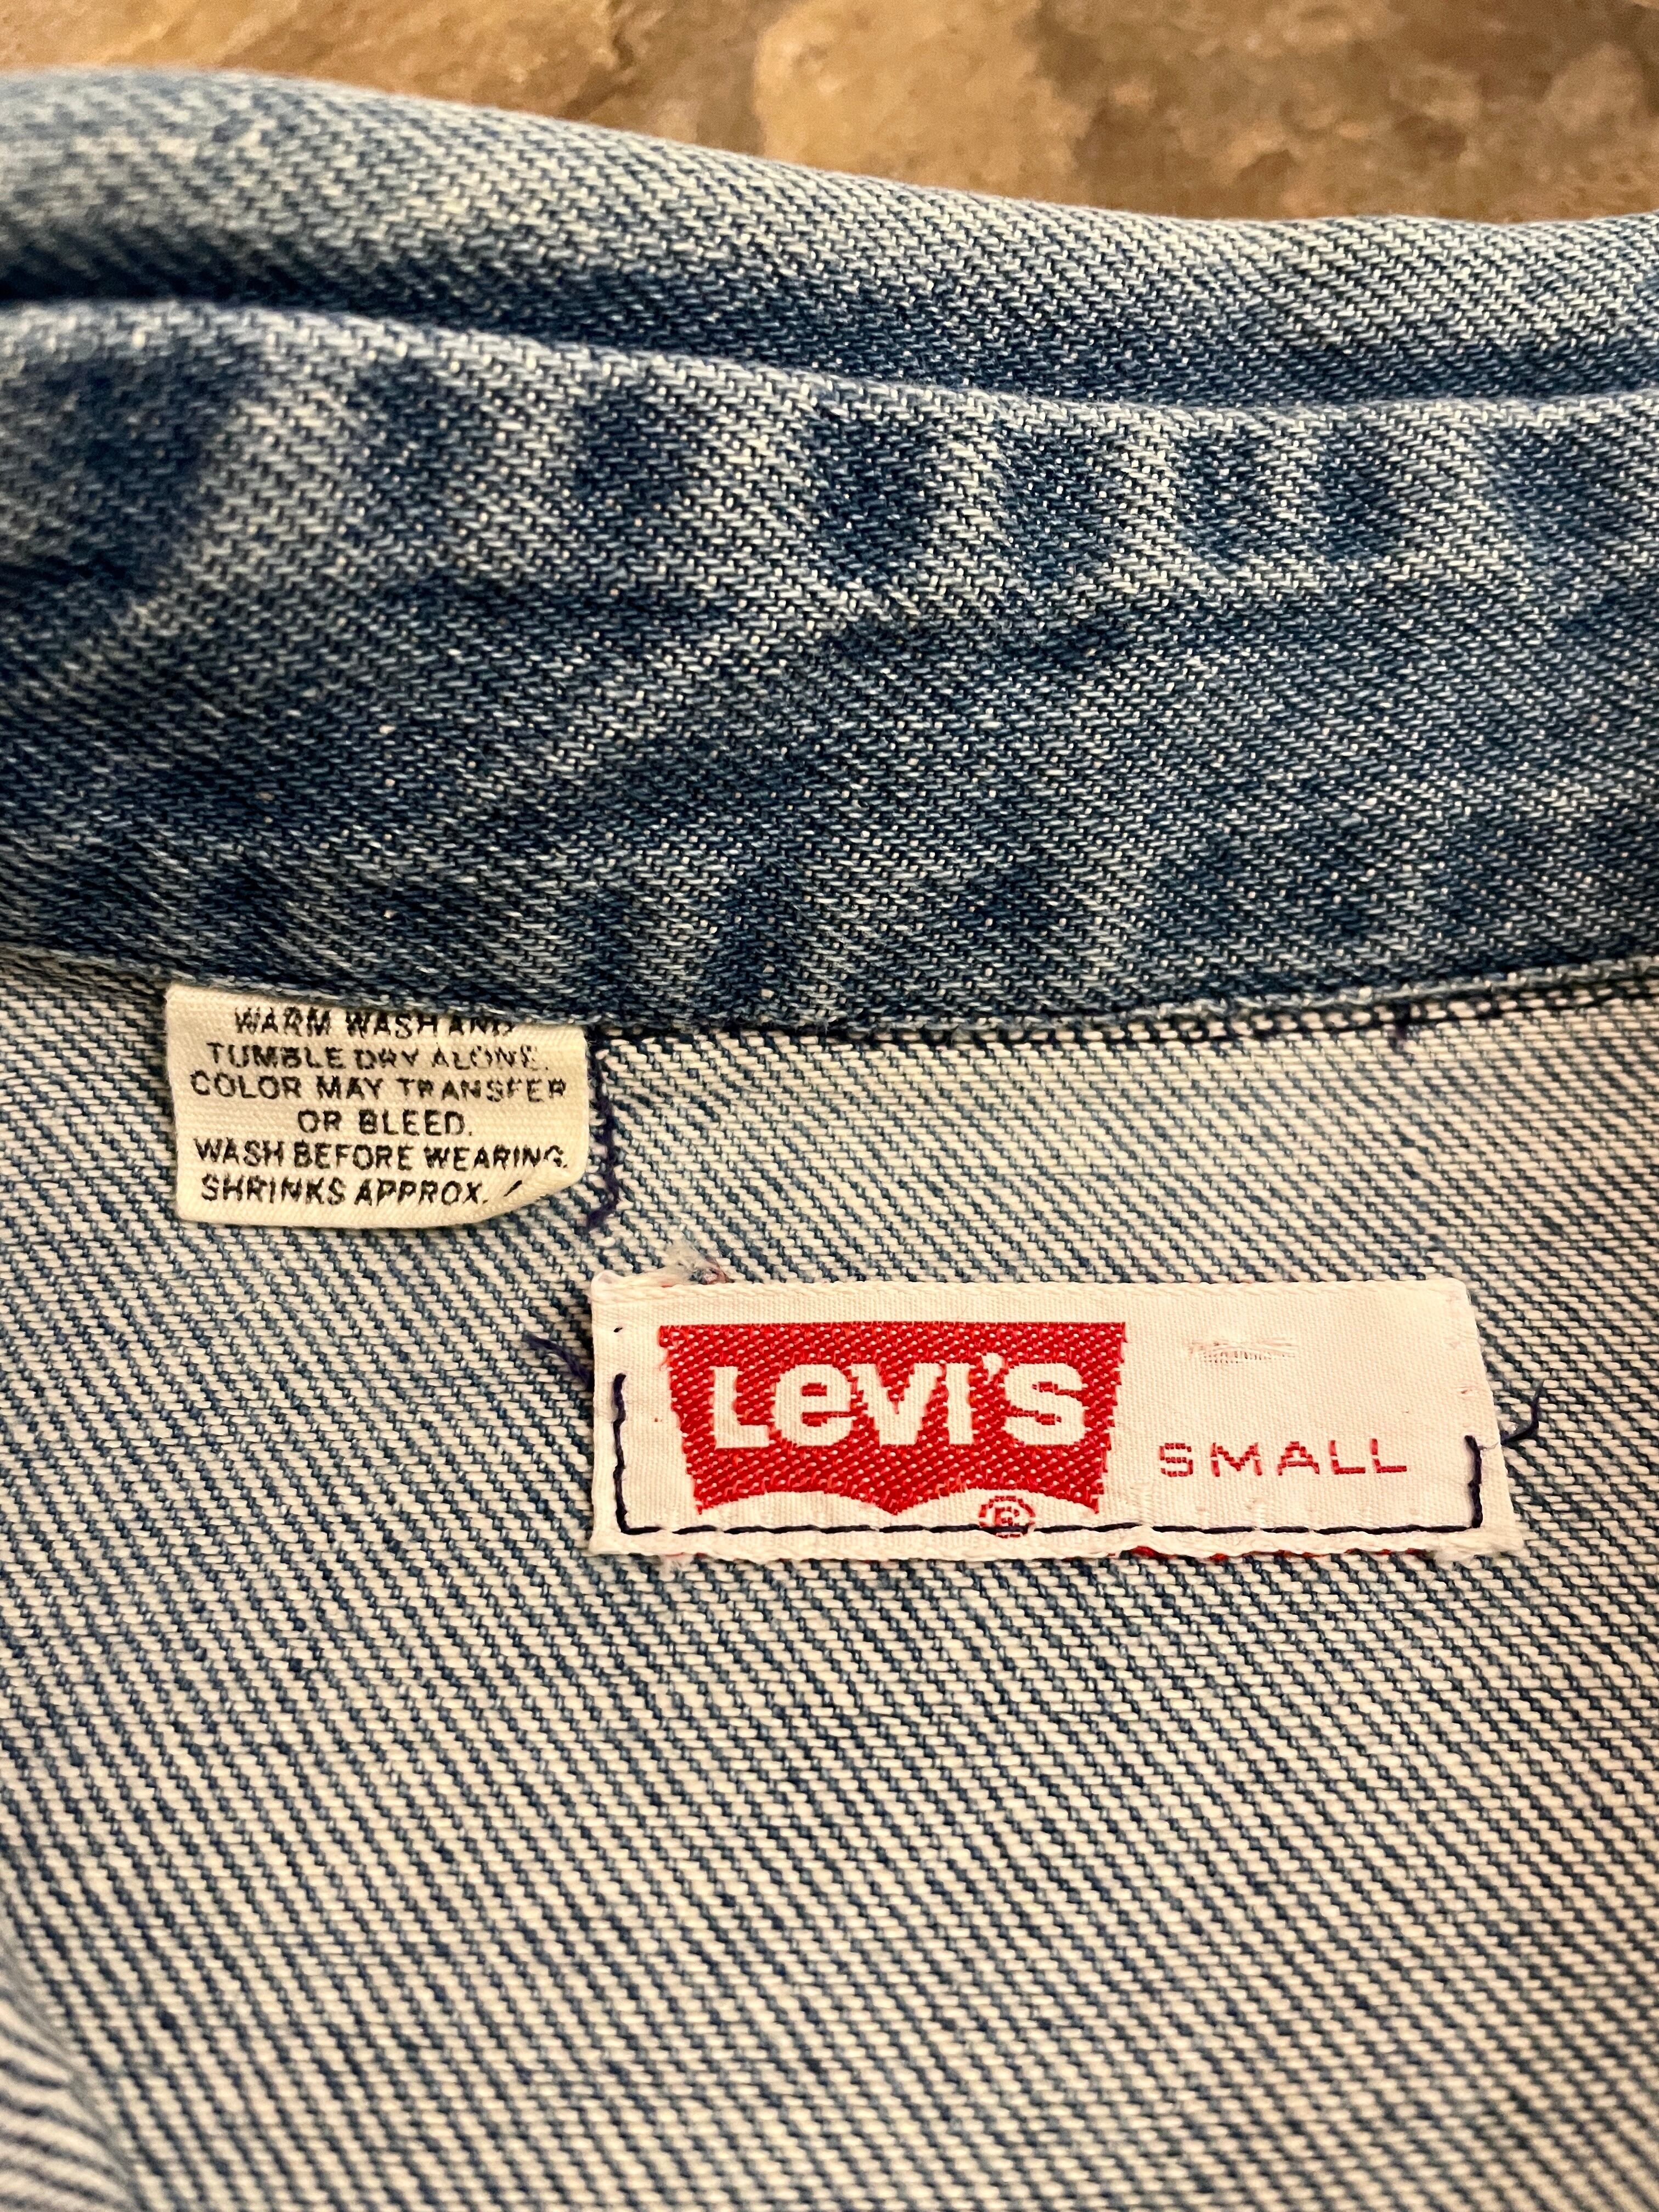 WARM WASH AND
TUMBLE DRY ALONE.
COLOR MAY TRANSFER
OR BLEED.
WASH BEFORE WEARING.
SHRINKS APPROX.
Levi's
®
SMALL